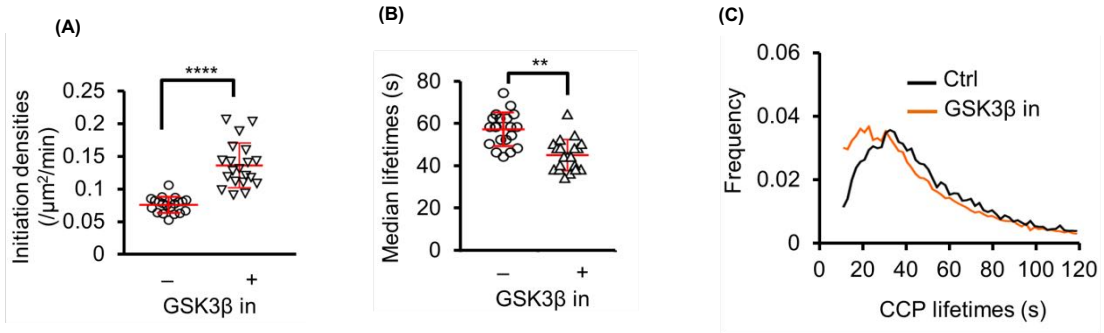 (A)
Initiation densities
(/μm²/min)
0.25
0.2
0.15
0.1
0.05
0
****
–
+
GSK3β in
(B)
Median lifetimes (s)
80
60
40
20
0
**
–
+
GSK3β in
(C)
Frequency
0.06
0.04
0.02
0
Ctrl
GSK3β in
0 20 40 60 80 100 120
CCP lifetimes (s)